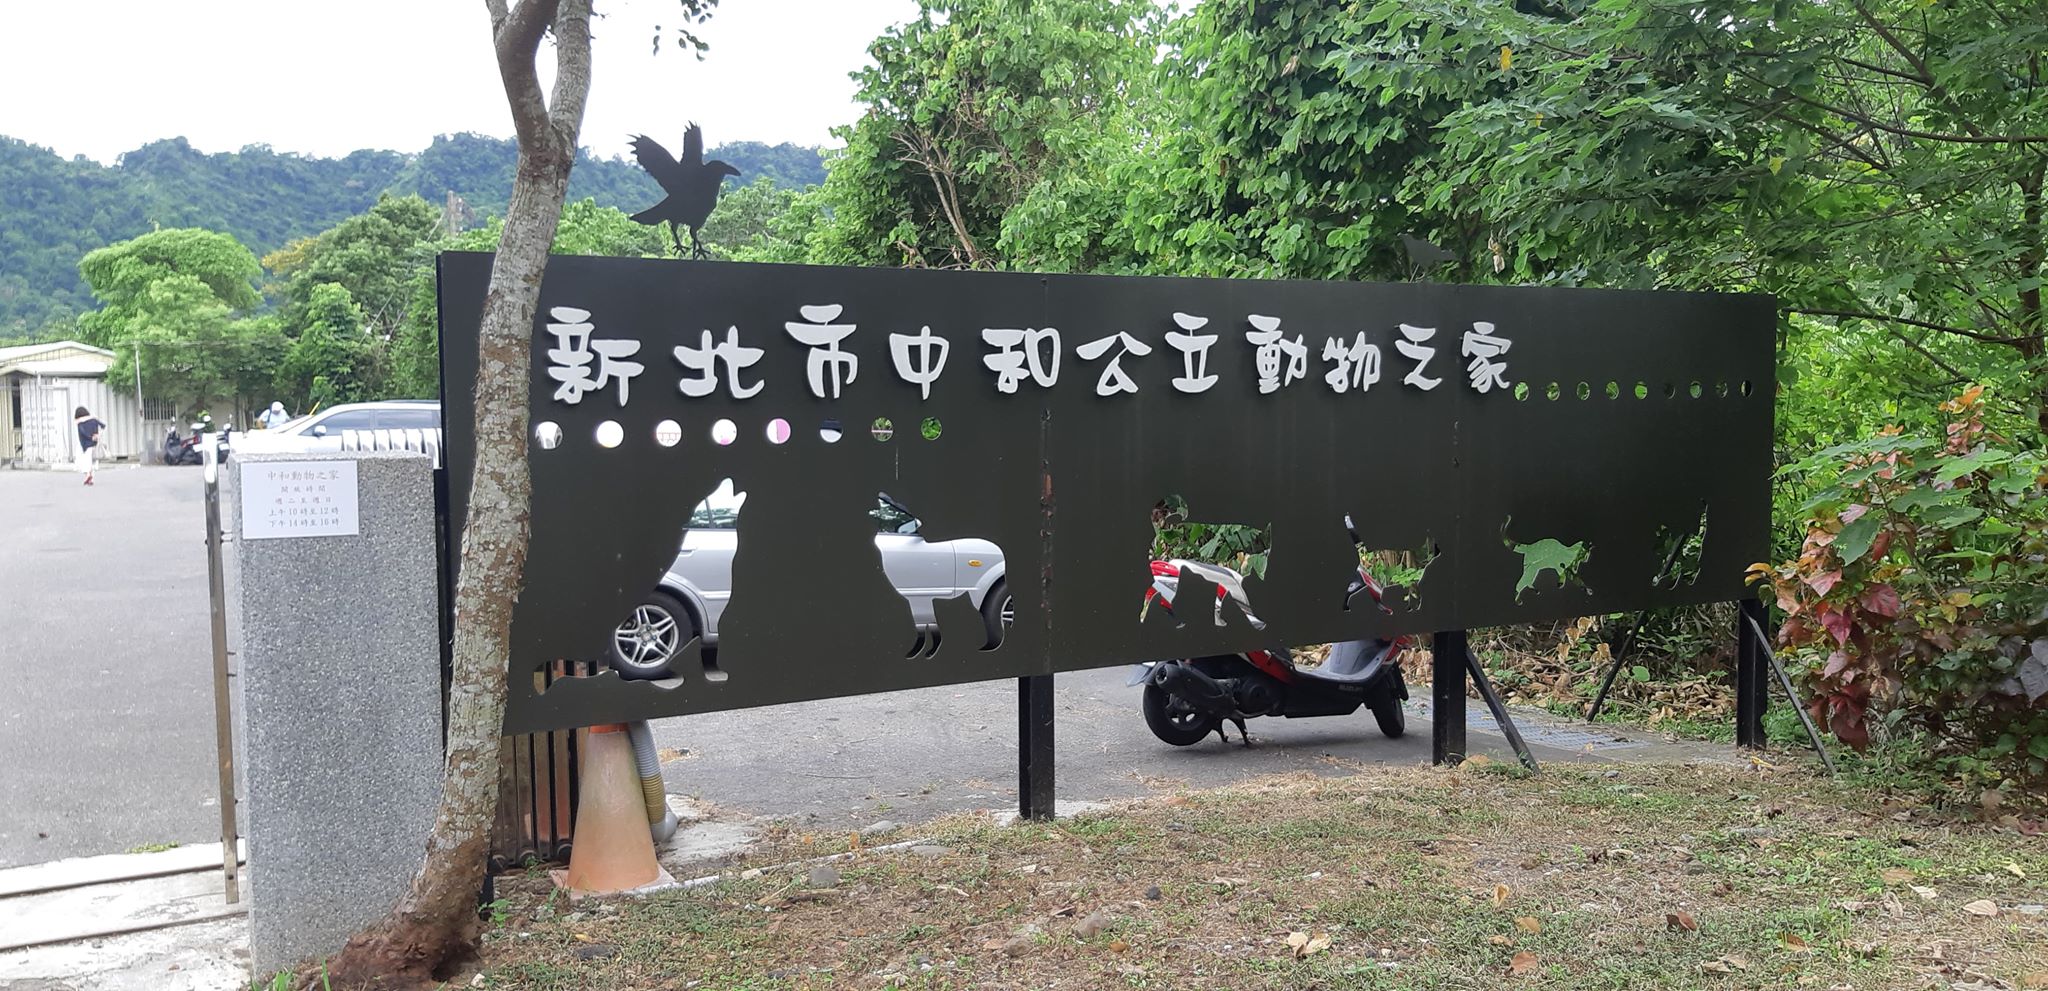 新北市中和公立動物之家
中和動物之家
開放時間
週二至週日
上午10時至12時
下午14時至16時